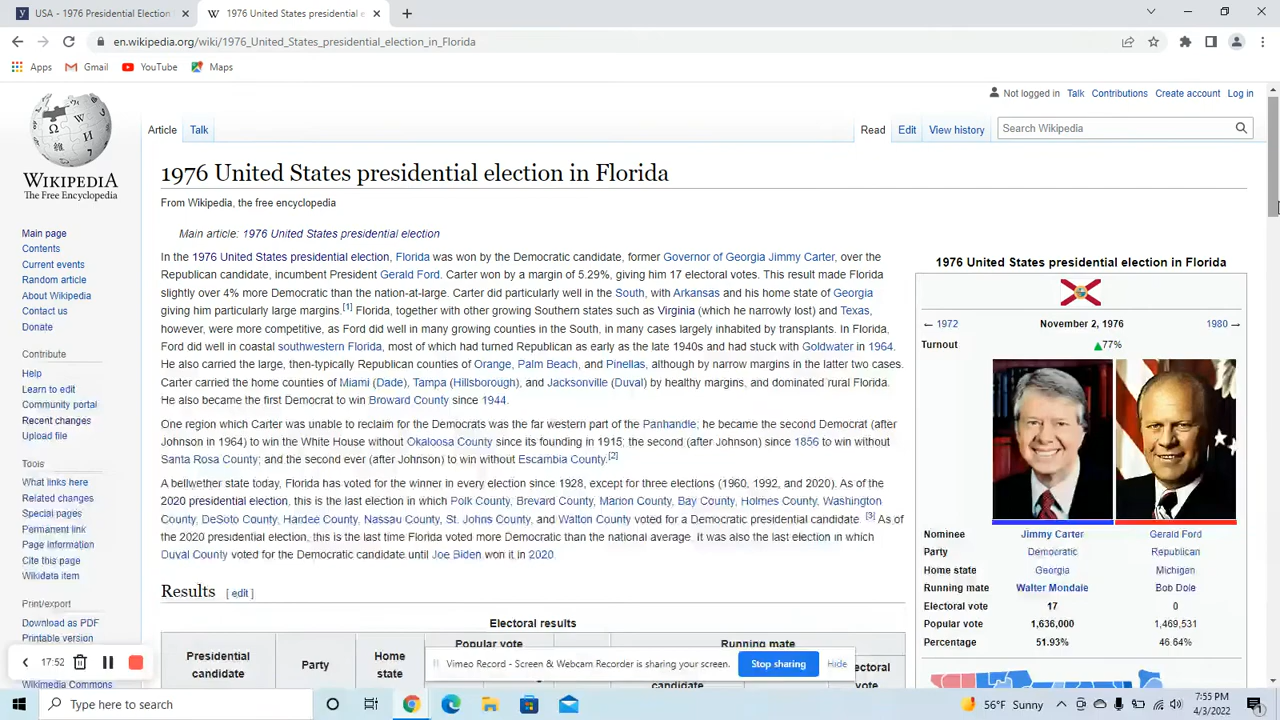 USA - 1976 Presidential Election
1976 United States presidential e
en.wikipedia.org/wiki/1976_United_States_presidential_election_in_Florida
Apps Gmail YouTube Maps
Not logged in Talk Contributions Create account Log in
Article Talk Read Edit View history Search Wikipedia
WIKIPEDIA
The Free Encyclopedia
Main page
Contents
Current events
Random article
About Wikipedia
Contact us
Donate
Contribute
Help
Learn to edit
Community portal
Recent changes
Upload file
Tools
What links here
Related changes
Special pages
Permanent link
Page information
Cite this page
Wikidata item
Print/export
Download as PDF
Printable version
Wikimedia Commons
1976 United States presidential election in Florida
From Wikipedia, the free encyclopedia
Main article: 1976 United States presidential election
In the 1976 United States presidential election, Florida was won by the Democratic candidate, former Governor of Georgia Jimmy Carter, over the
Republican candidate, incumbent President Gerald Ford. Carter won by a margin of 5.29%, giving him 17 electoral votes. This result made Florida
slightly over 4% more Democratic than the nation-at-large. Carter did particularly well in the South, with Arkansas and his home state of Georgia
giving him particularly large margins.[1] Florida, together with other growing Southern states such as Virginia (which he narrowly lost) and Texas,
however, were more competitive, as Ford did well in many growing counties in the South, in many cases largely inhabited by transplants. In Florida,
Ford did well in coastal southwestern Florida, most of which had turned Republican as early as the late 1940s and had stuck with Goldwater in 1964.
He also carried the large, then-typically Republican counties of Orange, Palm Beach, and Pinellas, although by narrow margins in the latter two cases.
Carter carried the home counties of Miami (Dade), Tampa (Hillsborough), and Jacksonville (Duval) by healthy margins, and dominated rural Florida.
He also became the first Democrat to win Broward County since 1944.
One region which Carter was unable to reclaim for the Democrats was the far western part of the Panhandle; he became the second Democrat (after
Johnson in 1964) to win the White House without Okaloosa County since its founding in 1915; the second (after Johnson) since 1856 to win without
Santa Rosa County; and the second ever (after Johnson) to win without Escambia County.[2]
A bellwether state today, Florida has voted for the winner in every election since 1928, except for three elections (1960, 1992, and 2020). As of the
2020 presidential election, this is the last election in which Polk County, Brevard County, Marion County, Bay County, Holmes County, Washington
County, DeSoto County, Hardee County, Nassau County, St. Johns County, and Walton County voted for a Democratic presidential candidate.[3] As of
the 2020 presidential election, this is the last time Florida voted more Democratic than the national average. It was also the last election in which
Duval County voted for the Democratic candidate until Joe Biden won it in 2020.
Results [ edit ]
Electoral results
Presidential candidate
Party
Home state
Popular vote
Running mate
candidate
ectoral
vote
1976 United States presidential election in Florida
← 1972 November 2, 1976 1980 →
Turnout ▲77%
Nominee Jimmy Carter Gerald Ford
Party Democratic Republican
Home state Georgia Michigan
Running mate Walter Mondale Bob Dole
Electoral vote 17 0
Popular vote 1,636,000 1,469,531
Percentage 51.93% 46.64%
17:52
Vimeo Record - Screen & Webcam Recorder is sharing your screen. Stop sharing Hide
Type here to search
56°F Sunny
7:55 PM
4/3/2022
1